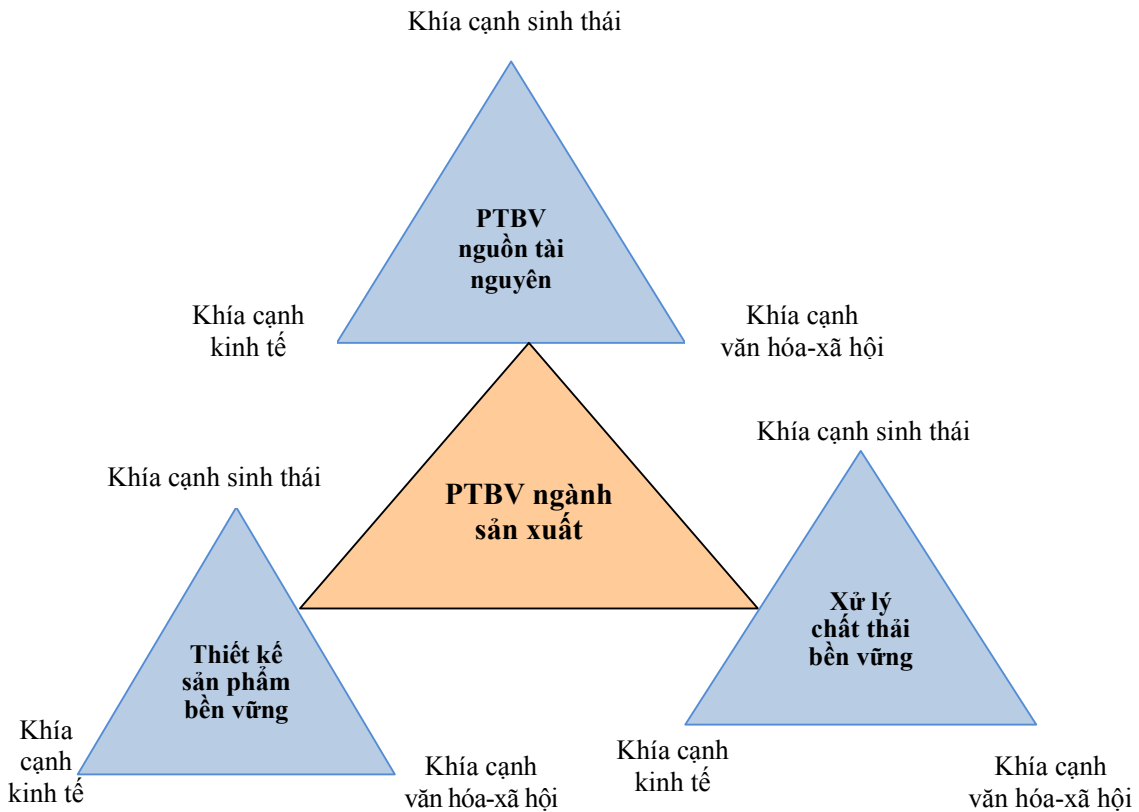 Khía cạnh sinh thái
PTBV
nguồn tài
nguyên
Khía cạnh
kinh tế
Khía cạnh
văn hóa-xã hội
Khía cạnh sinh thái
Khía cạnh sinh thái
PTBV ngành
sản xuất
Xử lý
chất thải
bền vững
Thiết kế
sản phẩm
bền vững
Khía
cạnh
kinh tế
Khía cạnh
văn hóa-xã hội
Khía cạnh
kinh tế
Khía cạnh
văn hóa-xã hội